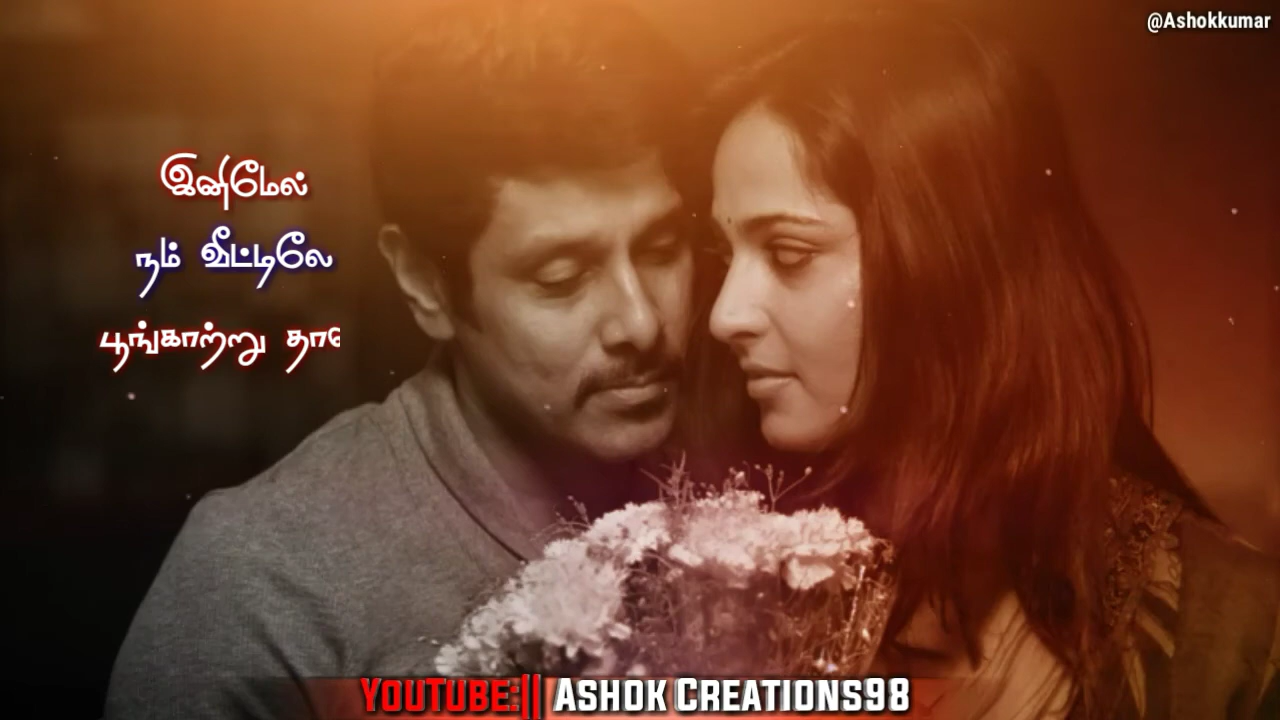 @Ashokkumar
இனிமேல்
நம் வீட்டிலே
பூங்காற்று
YouTube:|| Ashok Creations98